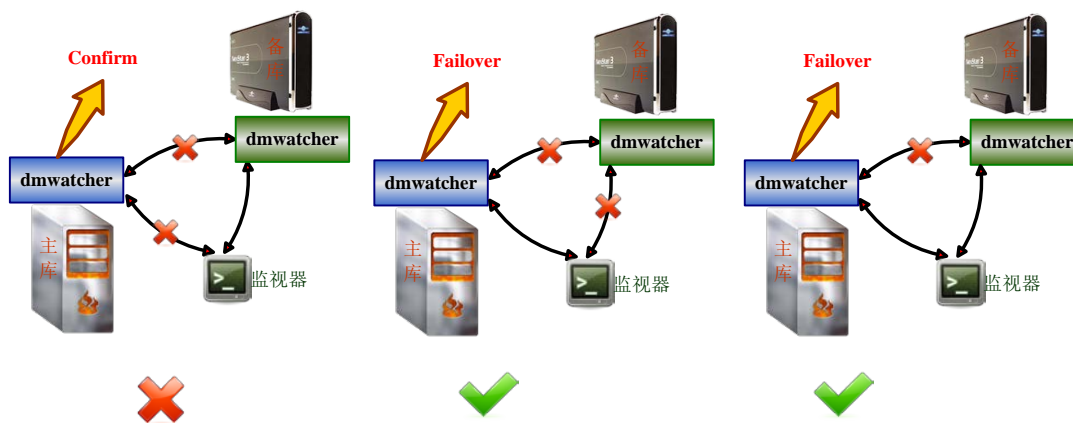 Confirm
备库
dmwatcher
dmwatcher
主库
>_
监视器
Failover
备库
dmwatcher
dmwatcher
主库
>_
监视器
Failover
备库
dmwatcher
dmwatcher
主库
>_
监视器